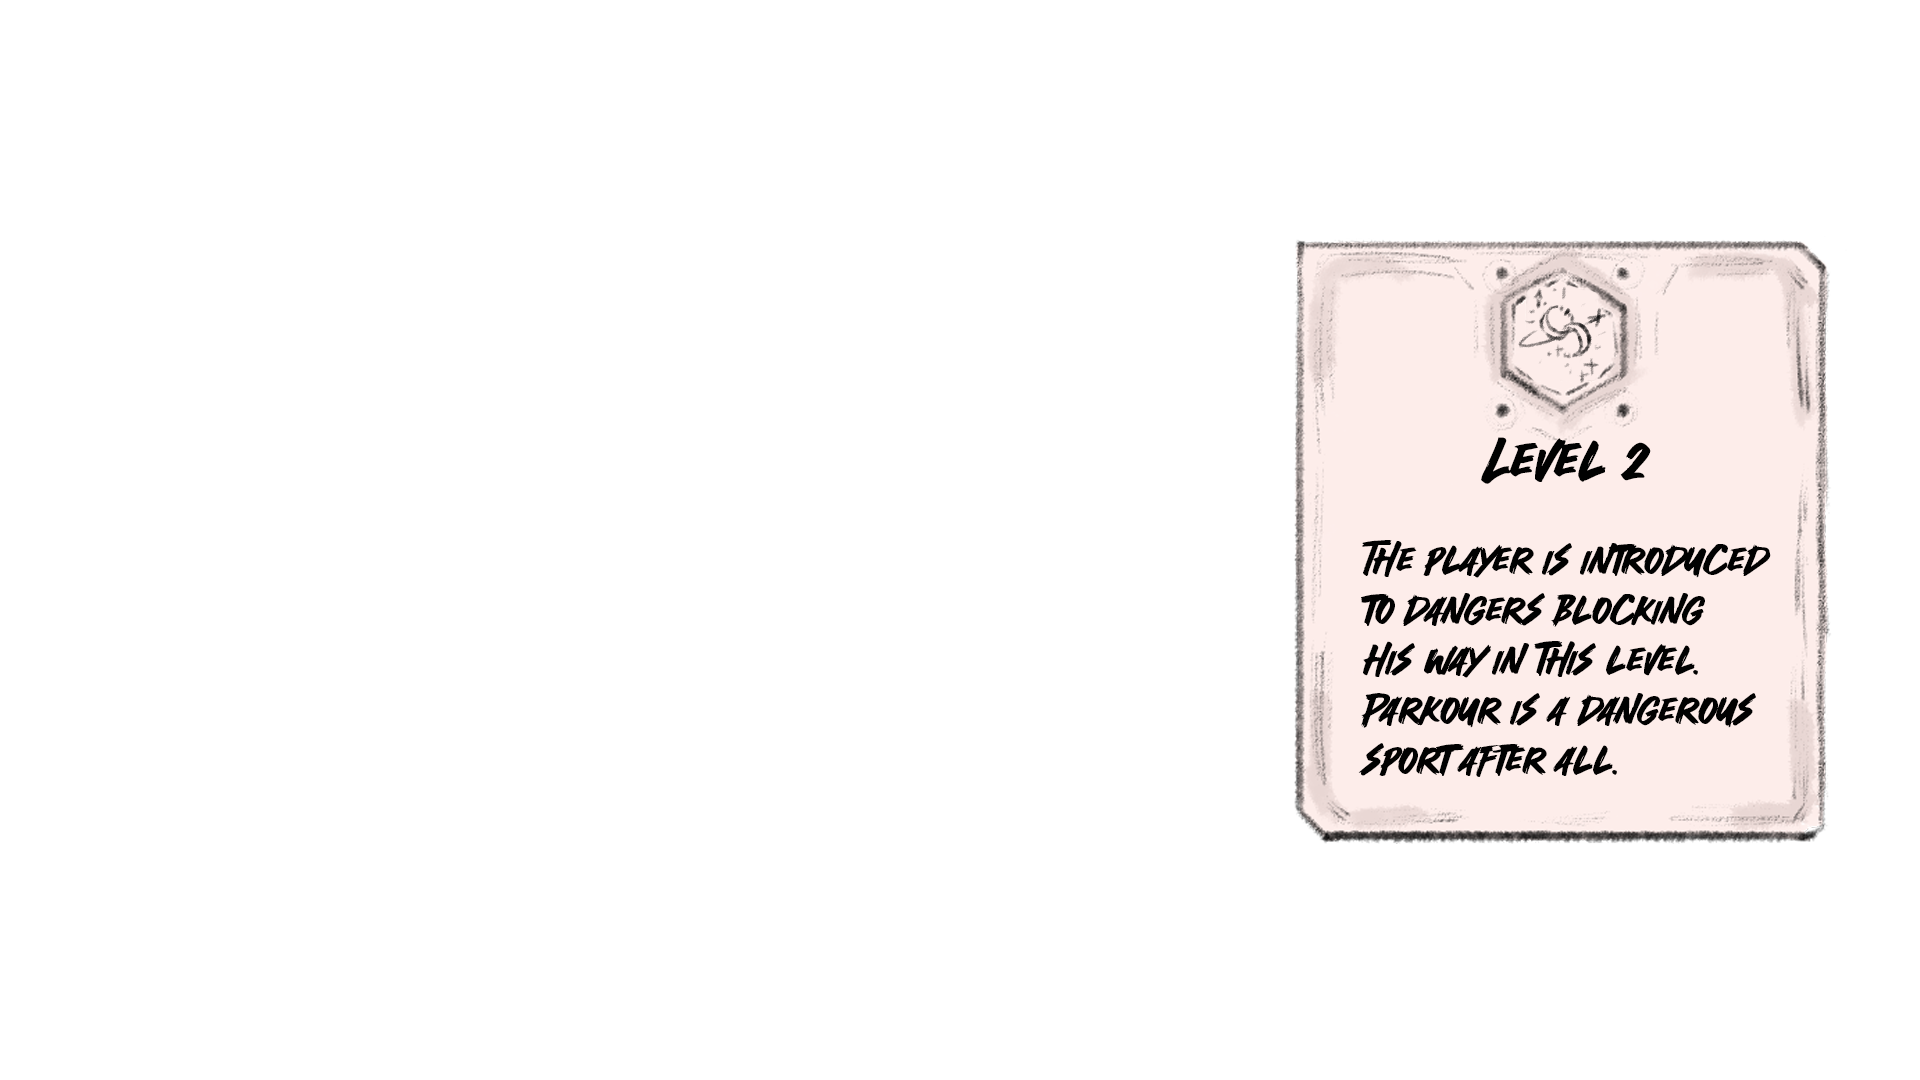 Level 2
The player is introduced
to dangers blocking
his way in this level.
Parkour is a dangerous
sport after all.